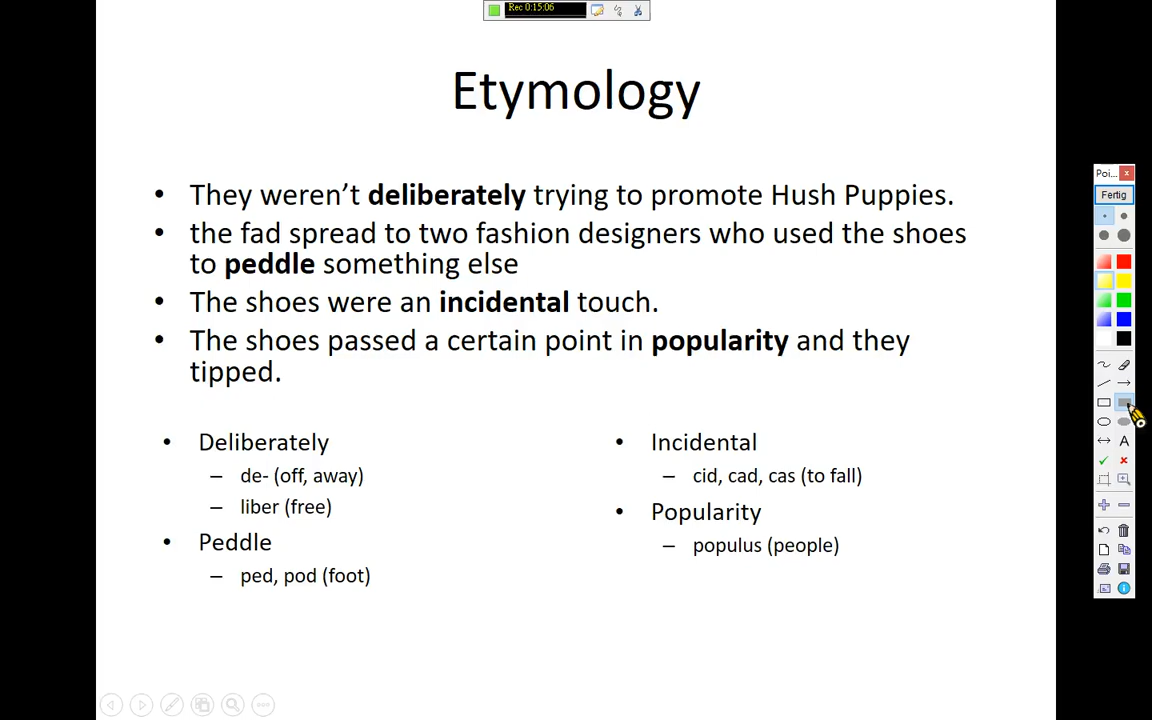 Rec 0:15:06
Etymology
• They weren’t deliberately trying to promote Hush Puppies.
• the fad spread to two fashion designers who used the shoes
to peddle something else
• The shoes were an incidental touch.
• The shoes passed a certain point in popularity and they
tipped.
• Deliberately
– de- (off, away)
– liber (free)
• Peddle
– ped, pod (foot)
• Incidental
– cid, cad, cas (to fall)
• Popularity
– populus (people)
Poi...
Fertig
A